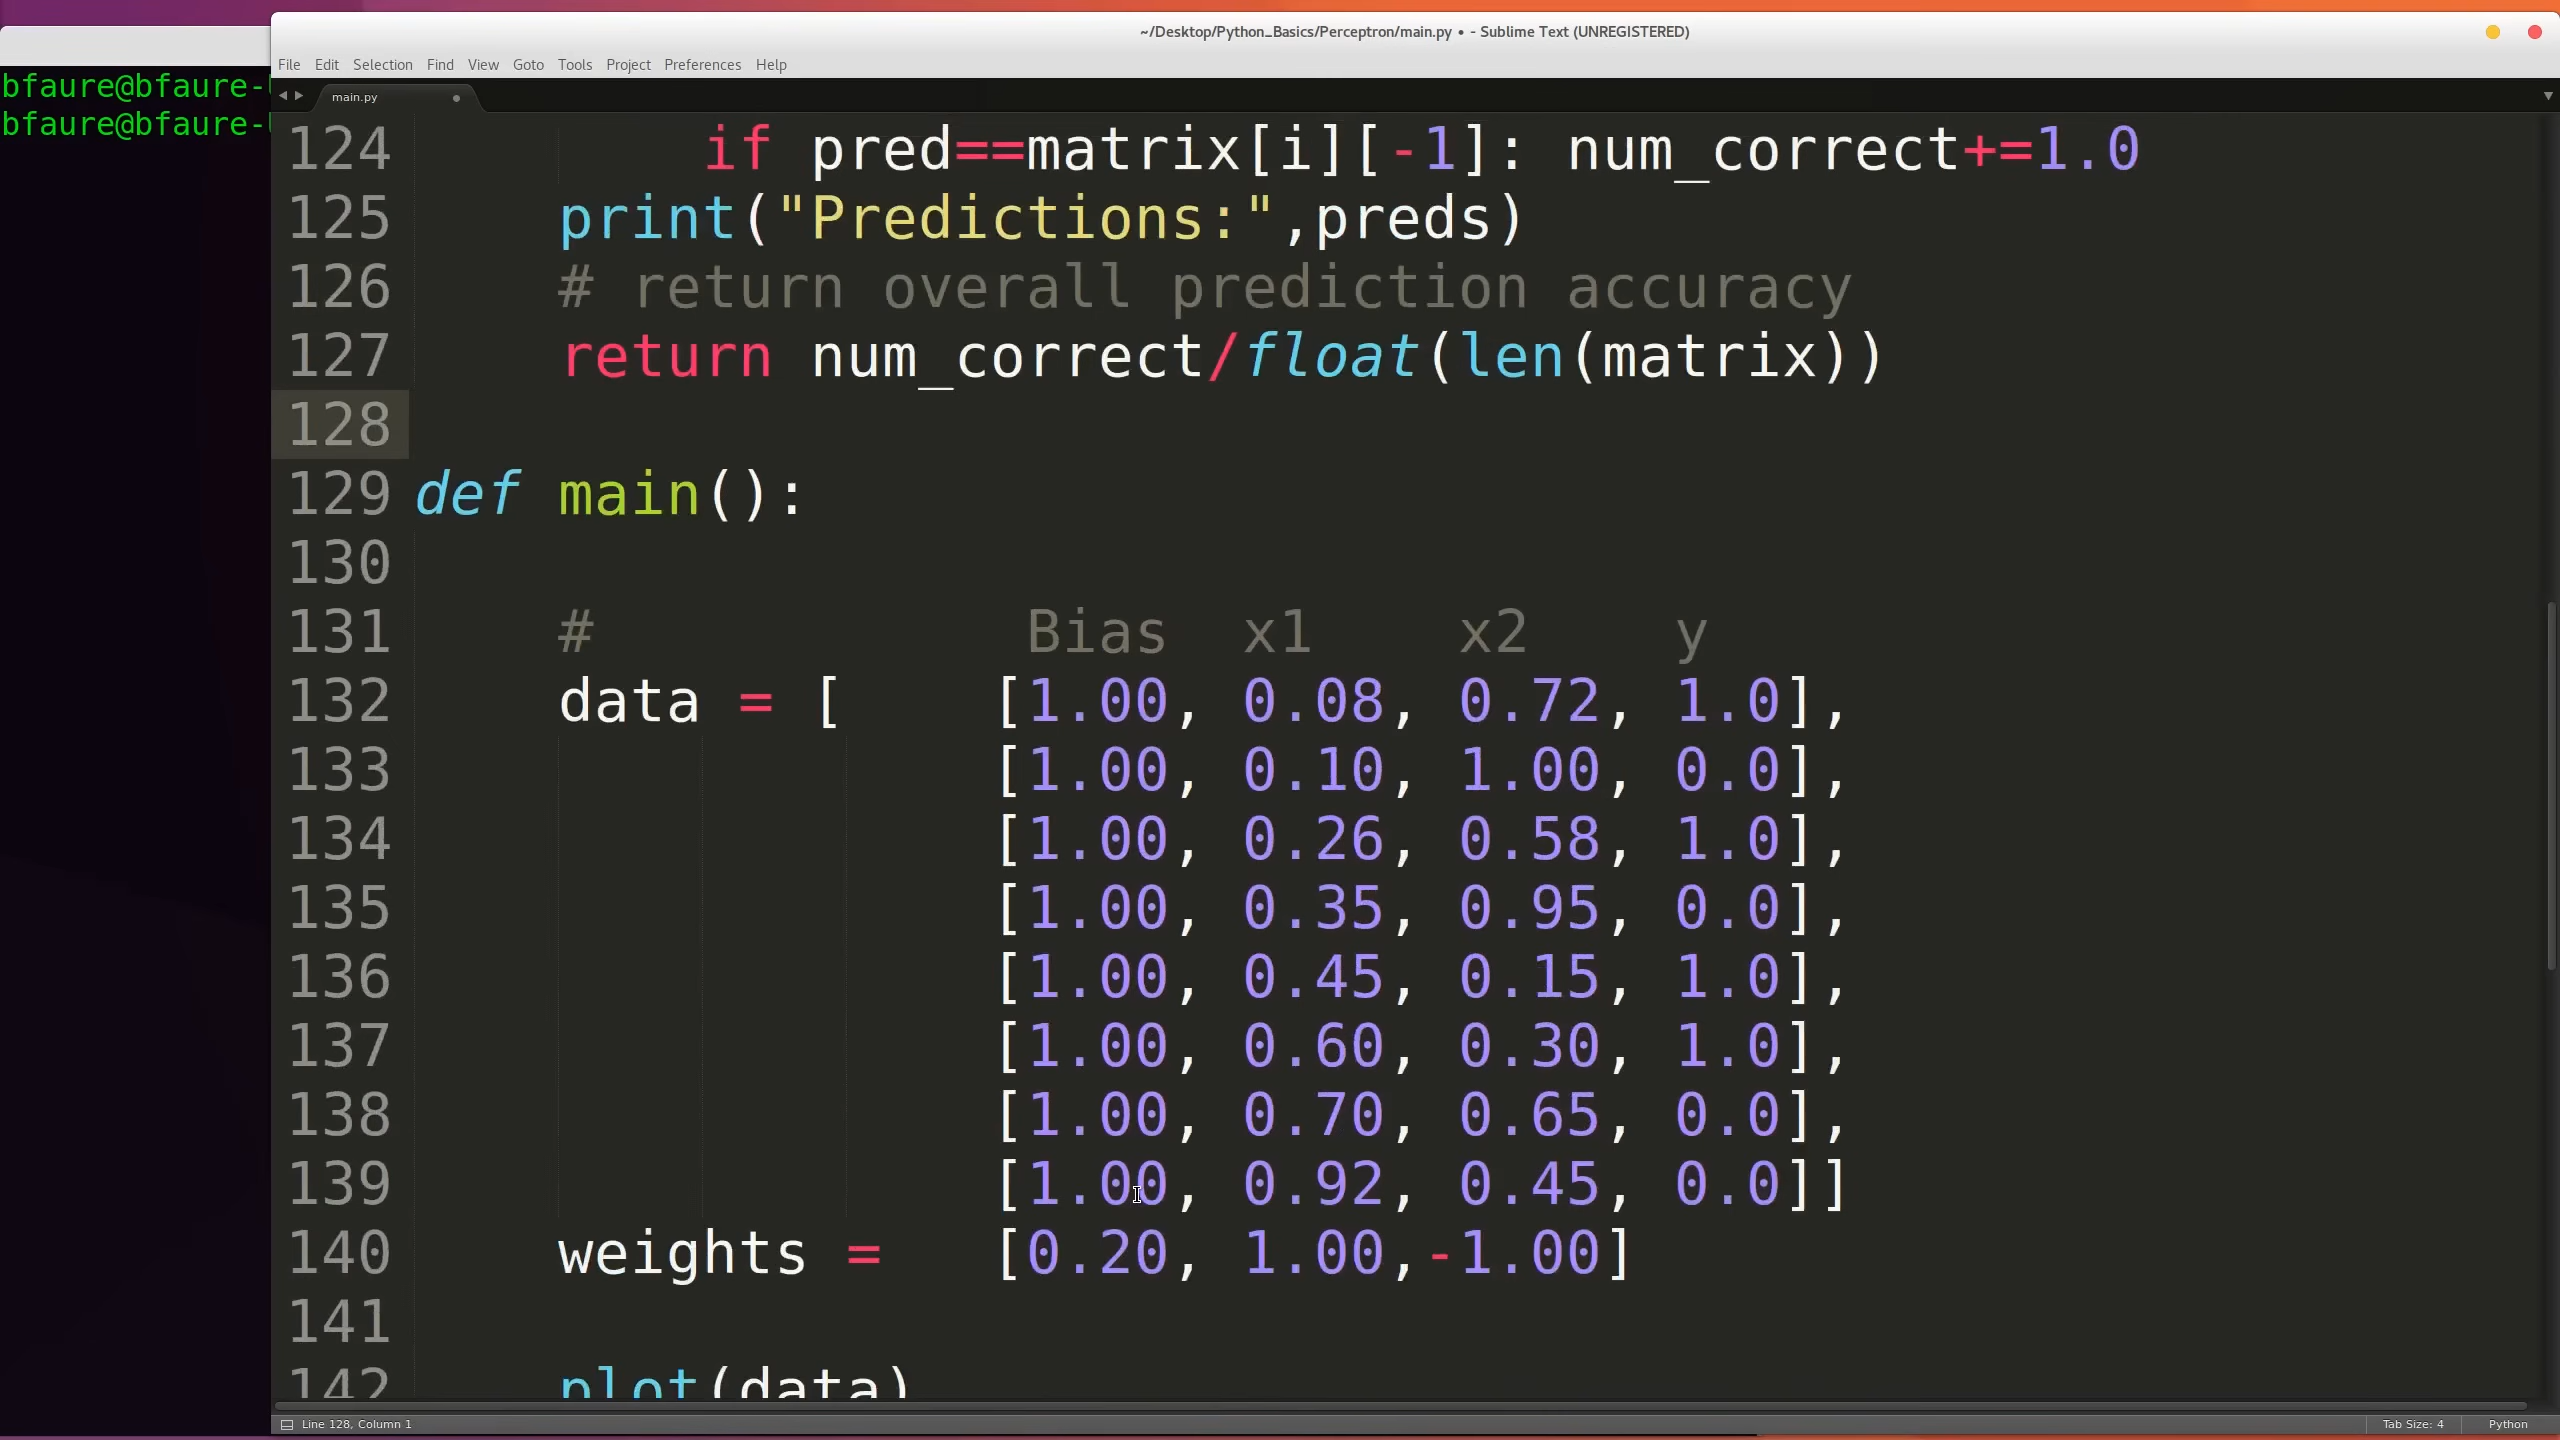 ~/Desktop/Python_Basics/Perceptron/main.py • - Sublime Text (UNREGISTERED)
File Edit Selection Find View Goto Tools Project Preferences Help
bfaure@bfaure-
bfaure@bfaure-
main.py
124 if pred==matrix[i][-1]: num_correct+=1.0
125 print("Predictions:",preds)
126 # return overall prediction accuracy
127 return num_correct/float(len(matrix))
128
129 def main():
130
131 # Bias x1 x2 y
132 data = [ [1.00, 0.08, 0.72, 1.0],
133 [1.00, 0.10, 1.00, 0.0],
134 [1.00, 0.26, 0.58, 1.0],
135 [1.00, 0.35, 0.95, 0.0],
136 [1.00, 0.45, 0.15, 1.0],
137 [1.00, 0.60, 0.30, 1.0],
138 [1.00, 0.70, 0.65, 0.0],
139 [1.00, 0.92, 0.45, 0.0]]
140 weights = [0.20, 1.00,-1.00]
141
142 plot(data)
Line 128, Column 1
Tab Size: 4 Python